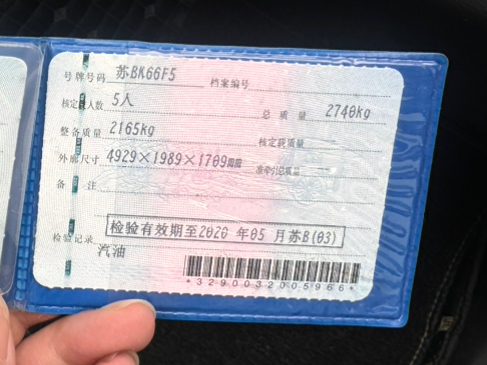 号牌号码 苏BK66F5 档案编号
核定载人数 5人 总质量 2740kg
整备质量 2165kg 核定载质量
外廓尺寸 4929×1989×1709mm 准牵引总质量
备注
检验有效期至2020年05月苏B(03)
检验记录
汽油
*3290032005966*